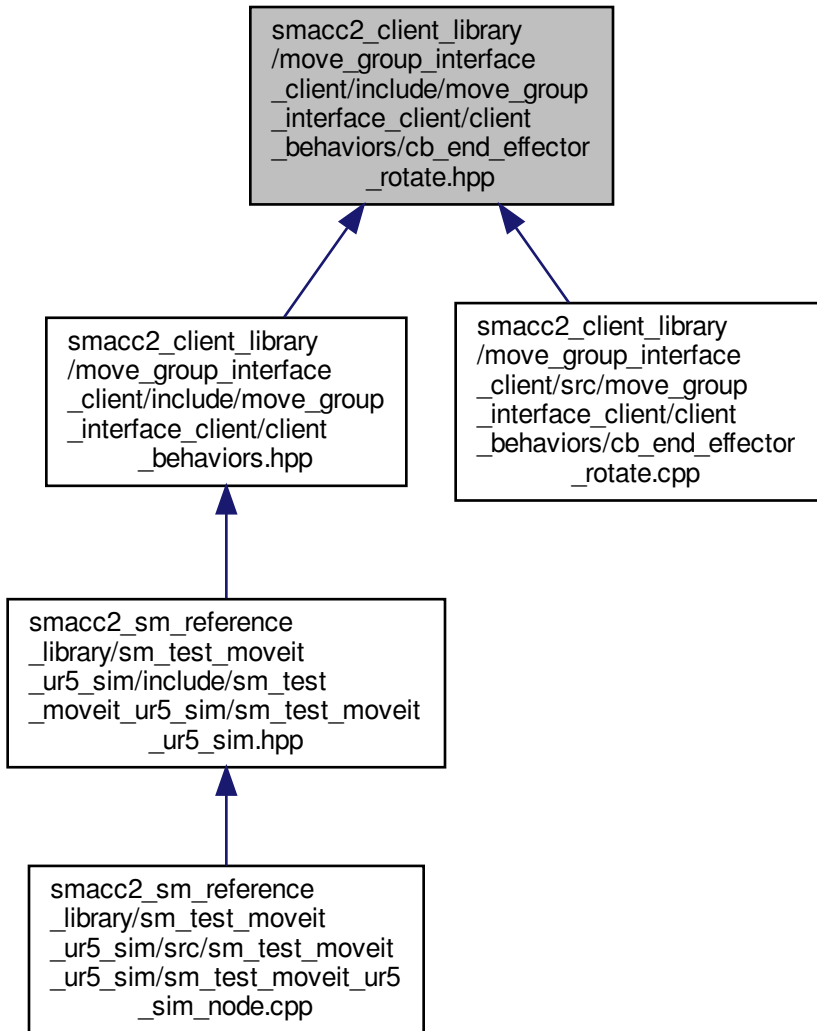 smacc2_client_library
/move_group_interface
_client/include/move_group
_interface_client/client
_behaviors/cb_end_effector
_rotate.hpp
smacc2_client_library
/move_group_interface
_client/include/move_group
_interface_client/client
_behaviors.hpp
smacc2_client_library
/move_group_interface
_client/src/move_group
_interface_client/client
_behaviors/cb_end_effector
_rotate.cpp
smacc2_sm_reference
_library/sm_test_moveit
_ur5_sim/include/sm_test
_moveit_ur5_sim/sm_test_moveit
_ur5_sim.hpp
smacc2_sm_reference
_library/sm_test_moveit
_ur5_sim/src/sm_test_moveit
_ur5_sim/sm_test_moveit_ur5
_sim_node.cpp